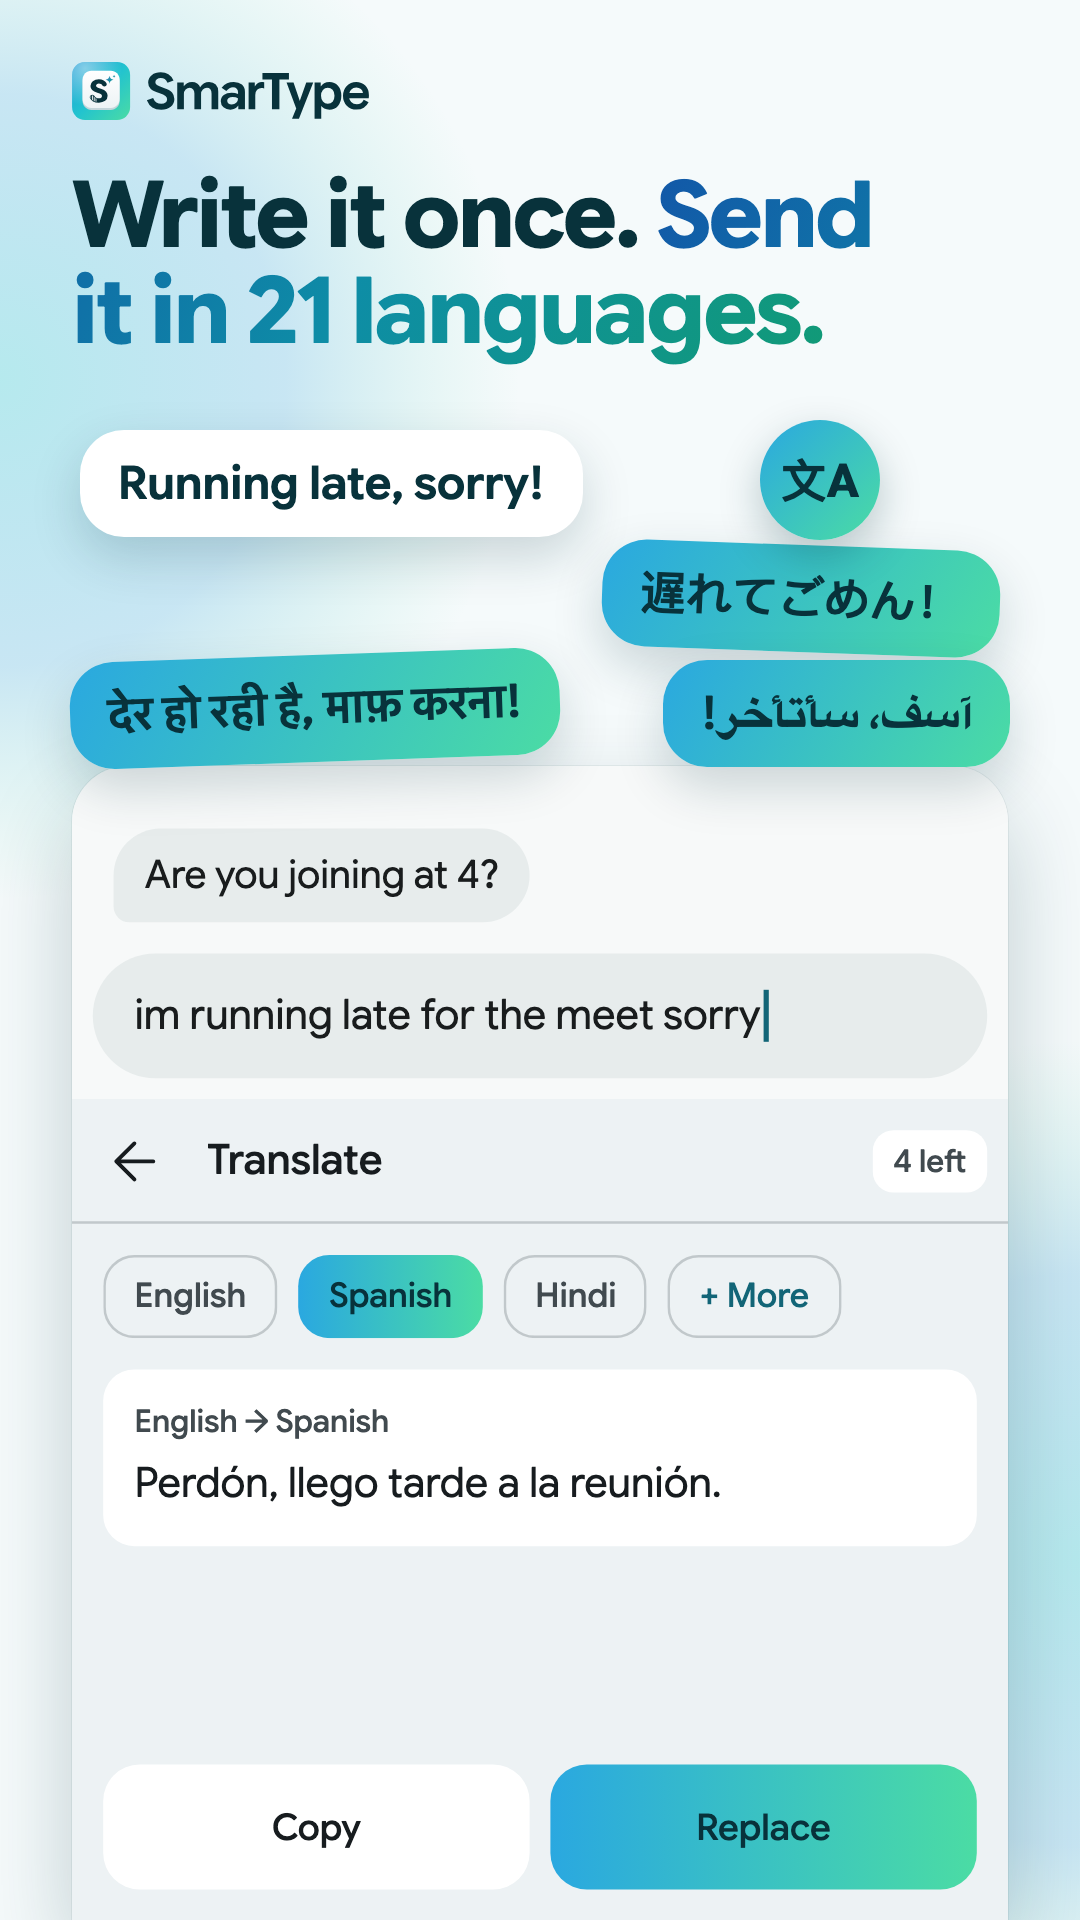 SmarType
Write it once. Send
it in 21 languages.
Running late, sorry!
文A
遅れてごめん!
देर हो रही है, माफ़ करना!
آسف، سأتأخر!
Are you joining at 4?
im running late for the meet sorry
Translate
4 left
English
Spanish
Hindi
+ More
English → Spanish
Perdón, llego tarde a la reunión.
Copy
Replace